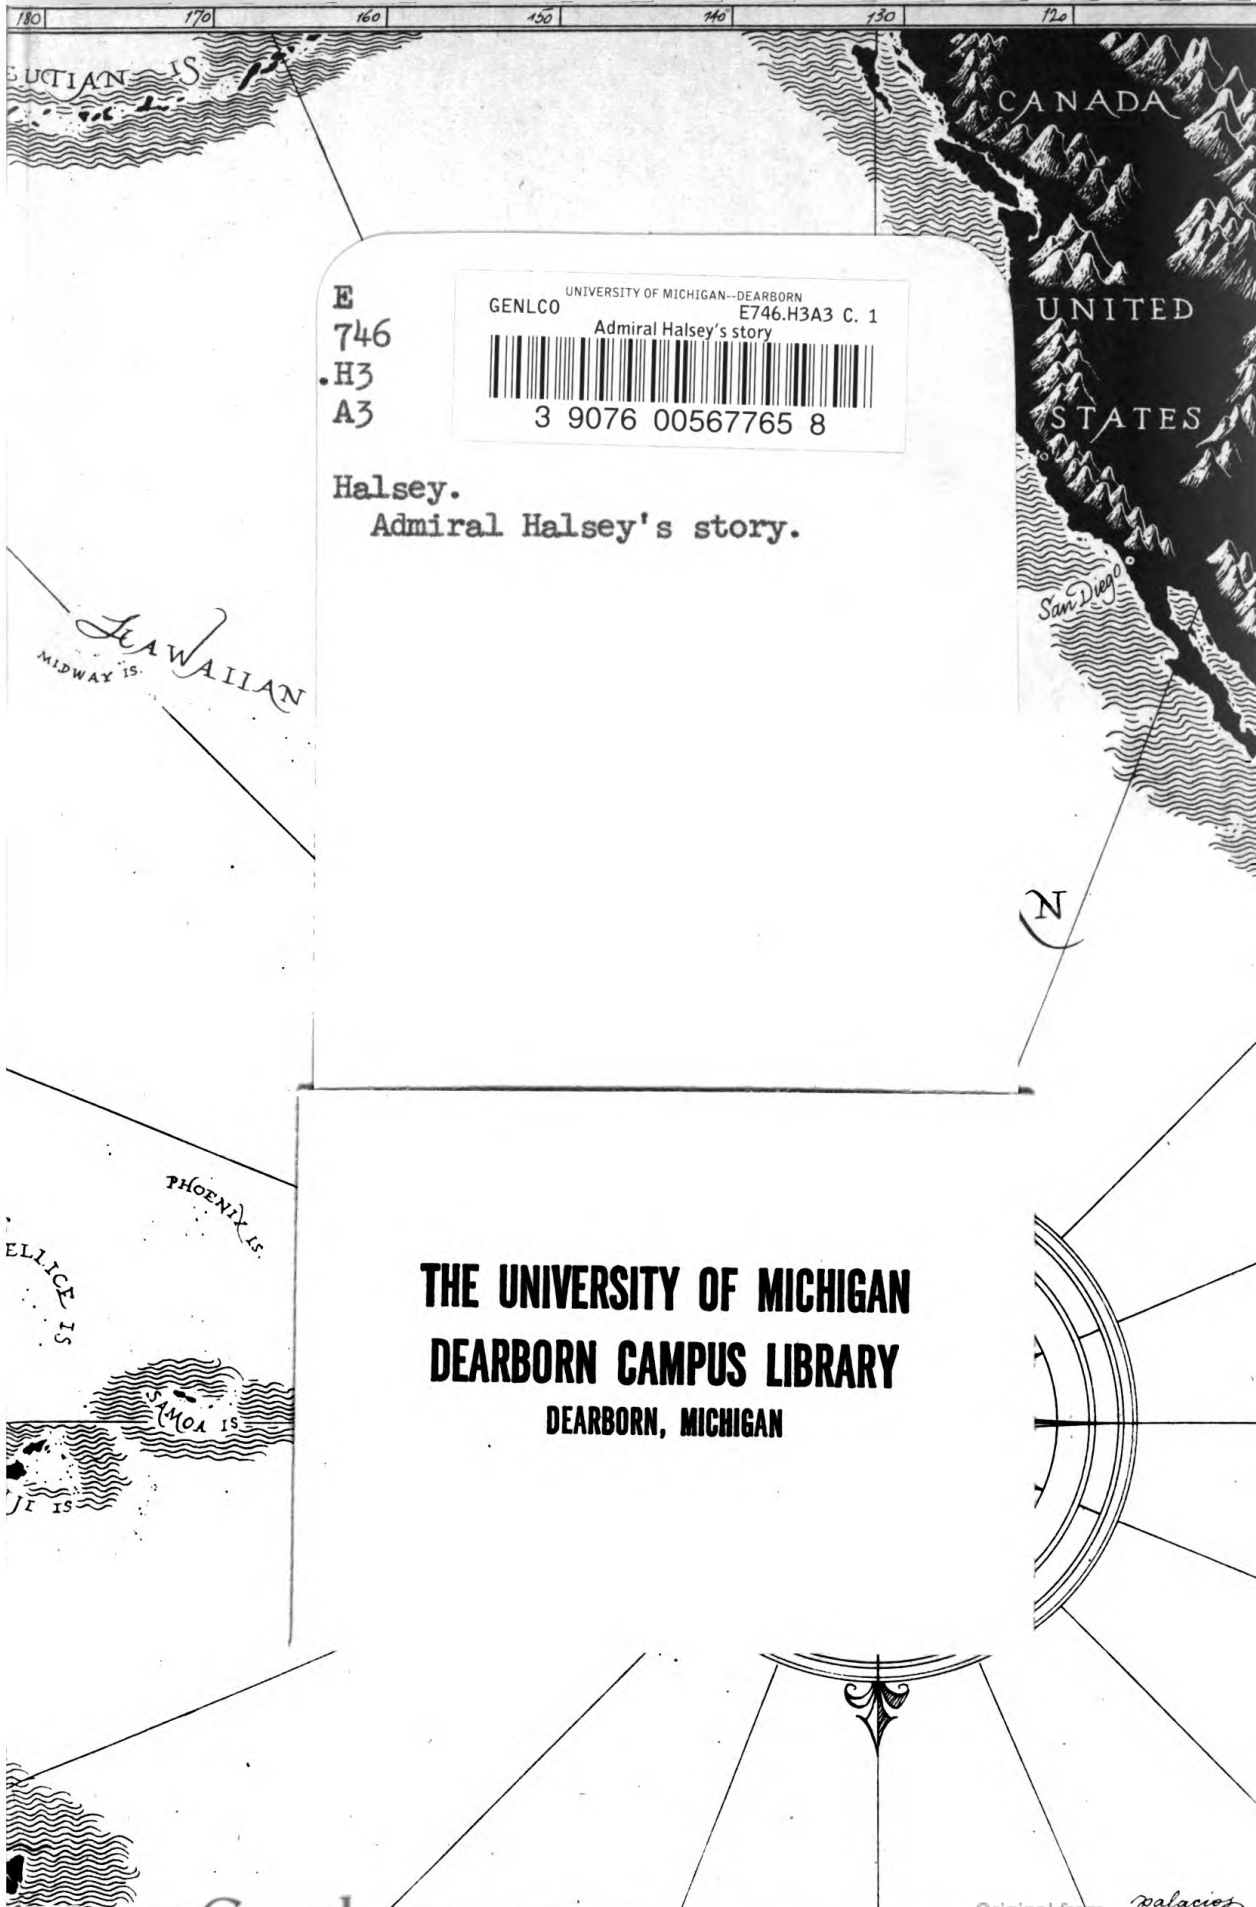 180 170 160 150 140 130 120
EUTIAN IS
CANADA
UNITED
STATES
San Diego
E
746
.H3
A3
UNIVERSITY OF MICHIGAN--DEARBORN
GENLCO E746.H3A3 C. 1
Admiral Halsey's story
3 9076 00567765 8
Halsey.
Admiral Halsey's story.
HAWAIIAN
MIDWAY IS.
N
PHOENIX IS.
ELLICE IS
SAMOA IS
JI IS
THE UNIVERSITY OF MICHIGAN
DEARBORN CAMPUS LIBRARY
DEARBORN, MICHIGAN
palacios